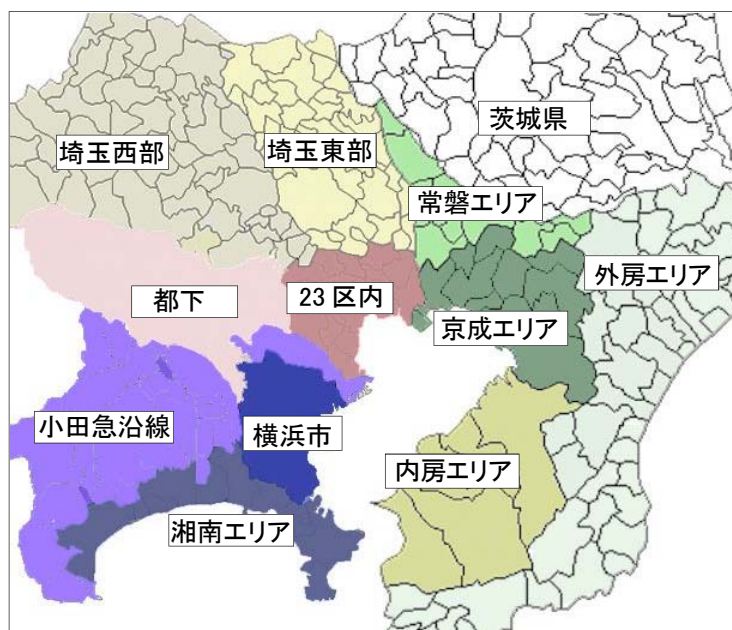 茨城県
埼玉西部
埼玉東部
常磐エリア
外房エリア
都下
23区内
京成エリア
小田急沿線
横浜市
内房エリア
湘南エリア